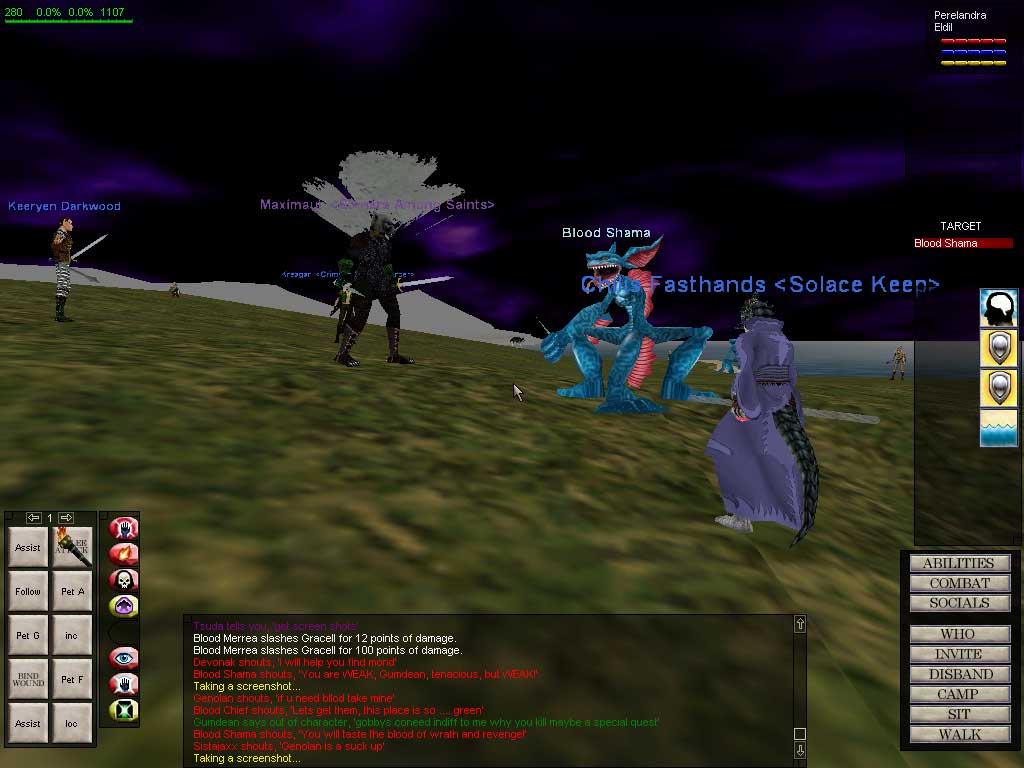 280 0.0% 0.0% 1107
Perelandra
Eldil
Keeryen Darkwood
Among Saints>
Blood Shama
TARGET
Blood Shama
Fasthands <Solace Keep>
1
Assist
Follow
Pet A
Pet G
inc
BIND
WOUND
Pet F
Assist
loc
Tsuda tells you, 'get screen shots'
Blood Merrea slashes Gracell for 12 points of damage.
Blood Merrea slashes Gracell for 100 points of damage.
Devonak shouts, 'I will help you find mond'
Blood Shama shouts, 'You are WEAK, Gumdean, tenacious, but WEAK!'
Taking a screenshot...
Genolan shouts, 'if u need bllod take mine'
Blood Chief shouts, 'Lets get them, this place is so .... green'
Gumdean says out of character, 'gobbys coneed indiff to me why you kill maybe a special quest'
Blood Shama shouts, 'You will taste the blood of wrath and revenge!'
Sistajaxx shouts, 'Genolan is a suck up'
Taking a screenshot...
ABILITIES
COMBAT
SOCIALS
WHO
INVITE
DISBAND
CAMP
SIT
WALK